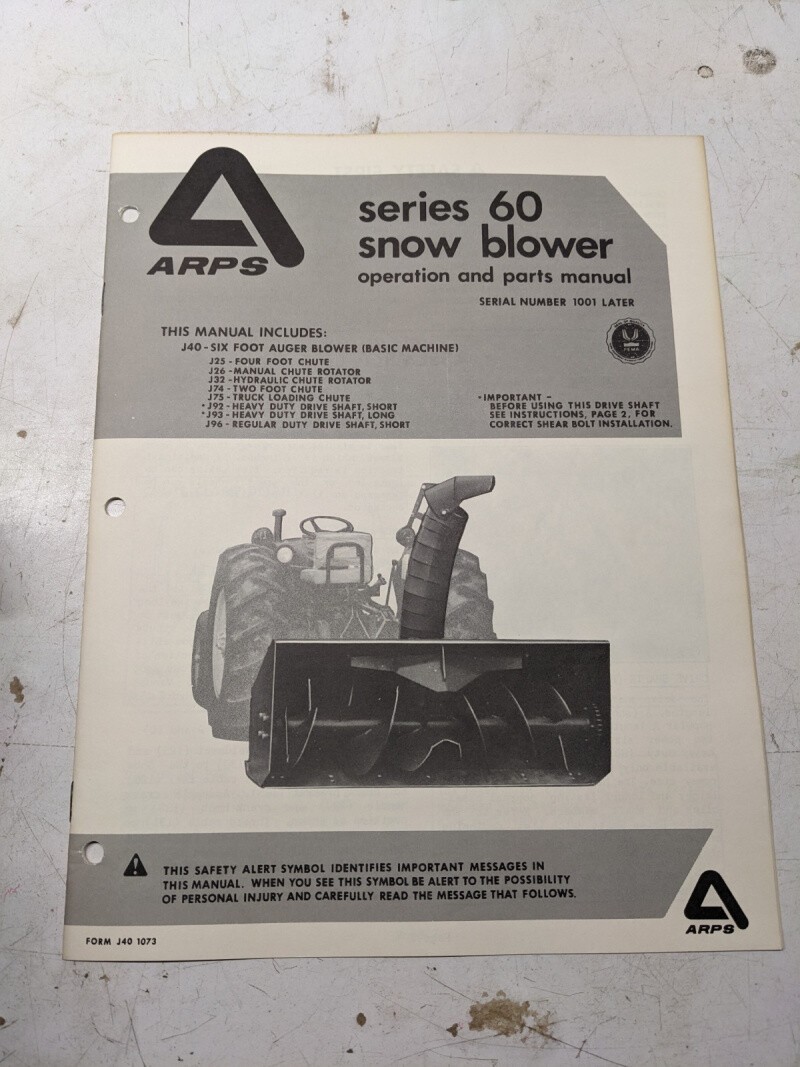 ARPS
series 60
snow blower
operation and parts manual
SERIAL NUMBER 1001 LATER
THIS MANUAL INCLUDES:
J40 - SIX FOOT AUGER BLOWER (BASIC MACHINE)
J25 - FOUR FOOT CHUTE
J26 - MANUAL CHUTE ROTATOR
J32 - HYDRAULIC CHUTE ROTATOR
J74 - TWO FOOT CHUTE
J75 - TRUCK LOADING CHUTE
*J92 - HEAVY DUTY DRIVE SHAFT, SHORT
*J93 - HEAVY DUTY DRIVE SHAFT, LONG
J96 - REGULAR DUTY DRIVE SHAFT, SHORT
FEMA
*IMPORTANT -
BEFORE USING THIS DRIVE SHAFT
SEE INSTRUCTIONS, PAGE 2, FOR
CORRECT SHEAR BOLT INSTALLATION.
THIS SAFETY ALERT SYMBOL IDENTIFIES IMPORTANT MESSAGES IN
THIS MANUAL. WHEN YOU SEE THIS SYMBOL BE ALERT TO THE POSSIBILITY
OF PERSONAL INJURY AND CAREFULLY READ THE MESSAGE THAT FOLLOWS.
ARPS
FORM J40 1073